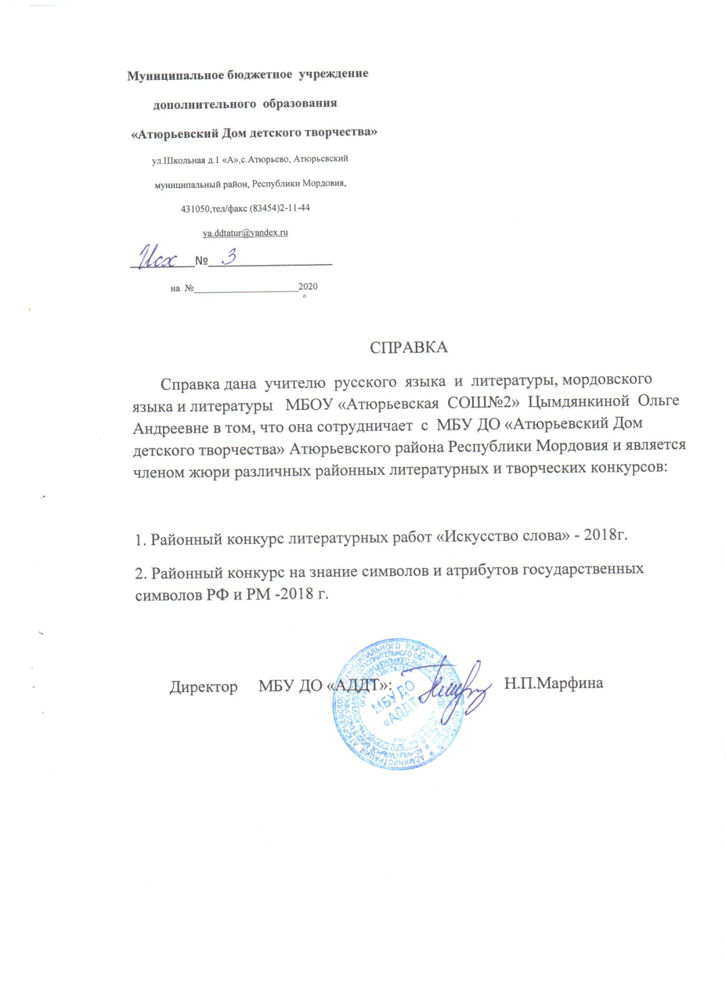 Муниципальное бюджетное учреждение
дополнительного образования
«Атюрьевский Дом детского творчества»
ул.Школьная д.1 «А»,с.Атюрьево, Атюрьевский
муниципальный район, Республики Мордовия,
431050,тел/факс (83454)2-11-44
ya.ddtatur@yandex.ru
Исх № 3
на №______________________2020
СПРАВКА
Справка дана учителю русского языка и литературы, мордовского
языка и литературы МБОУ «Атюрьевская СОШ№2» Цымдянкиной Ольге
Андреевне в том, что она сотрудничает с МБУ ДО «Атюрьевский Дом
детского творчества» Атюрьевского района Республики Мордовия и является
членом жюри различных районных литературных и творческих конкурсов:
1. Районный конкурс литературных работ «Искусство слова» - 2018г.
2. Районный конкурс на знание символов и атрибутов государственных
символов РФ и РМ -2018 г.
Директор МБУ ДО «АДДТ»: Н.П.Марфина
МБУ ДО
«АДДТ»